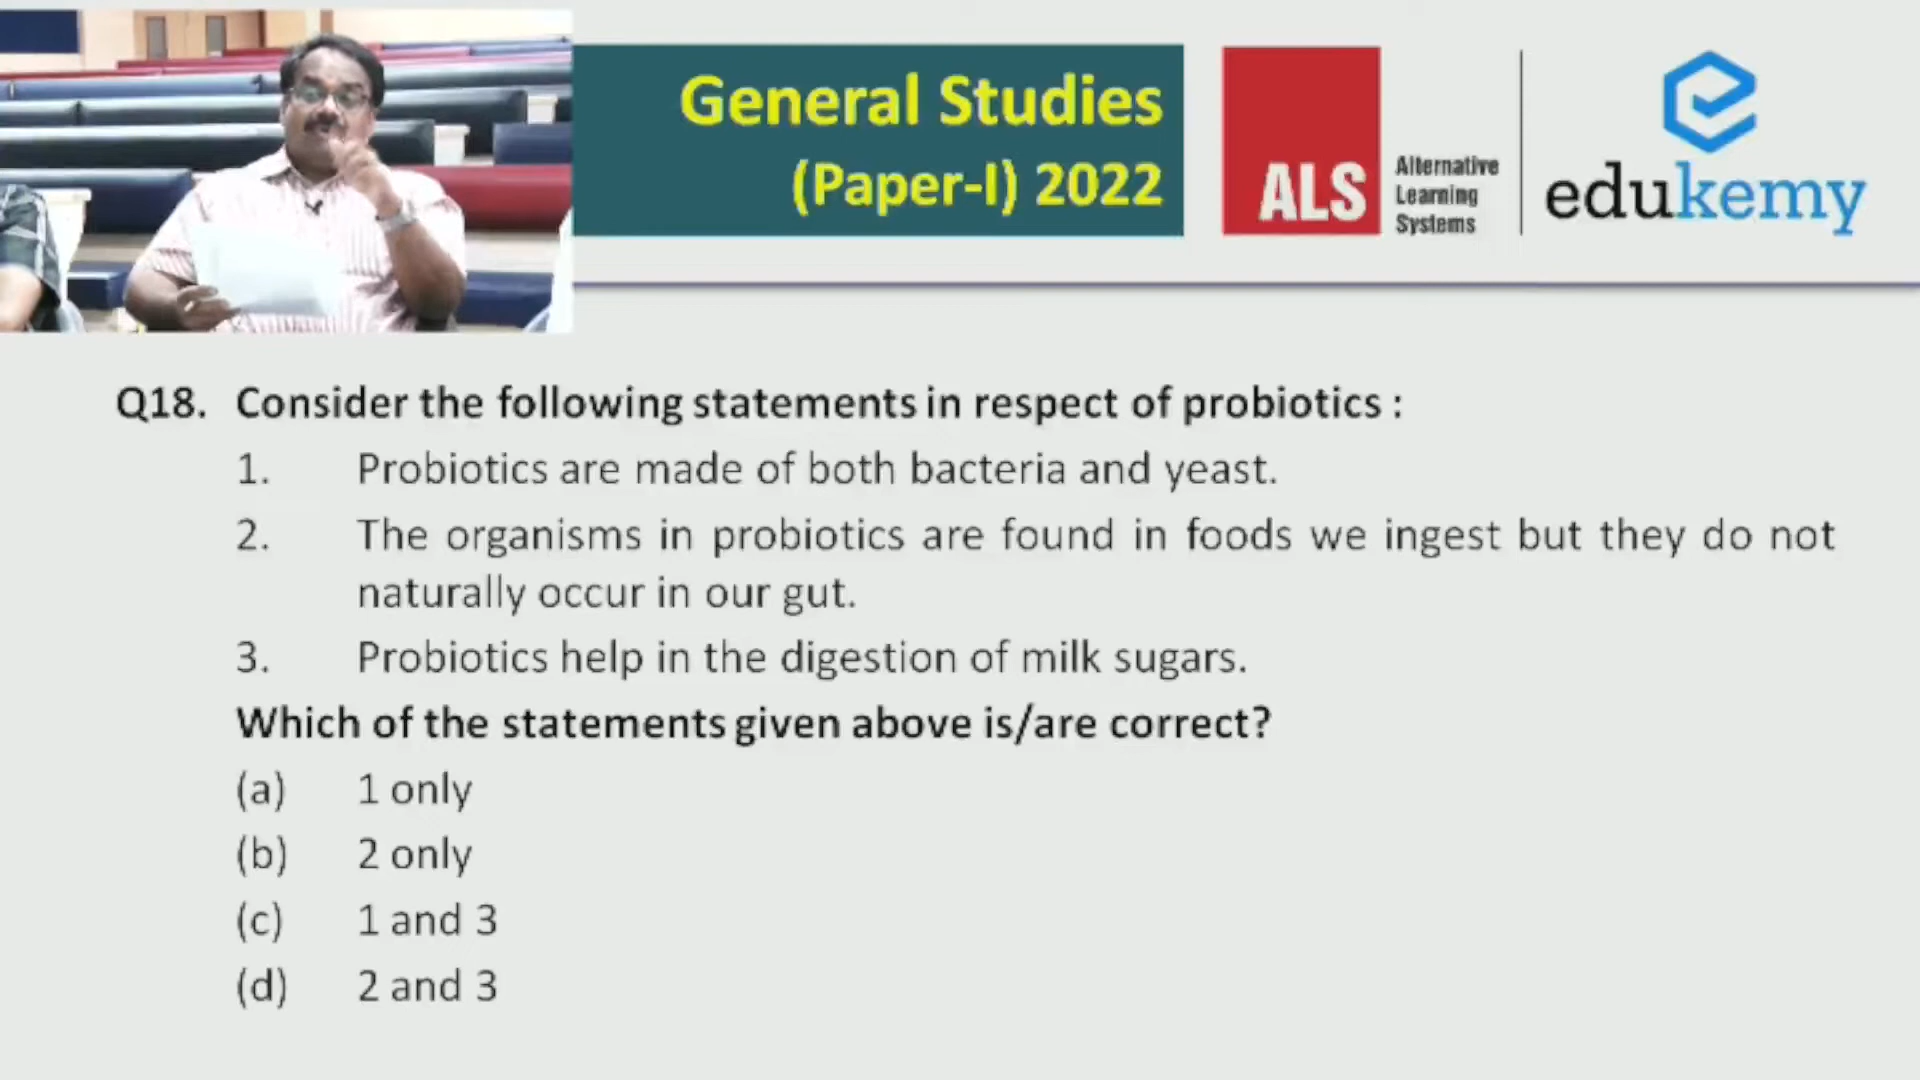 General Studies
(Paper-I) 2022
ALS
Alternative
Learning
Systems
edukemy
Q18. Consider the following statements in respect of probiotics :
1. Probiotics are made of both bacteria and yeast.
2. The organisms in probiotics are found in foods we ingest but they do not
naturally occur in our gut.
3. Probiotics help in the digestion of milk sugars.
Which of the statements given above is/are correct?
(a) 1 only
(b) 2 only
(c) 1 and 3
(d) 2 and 3